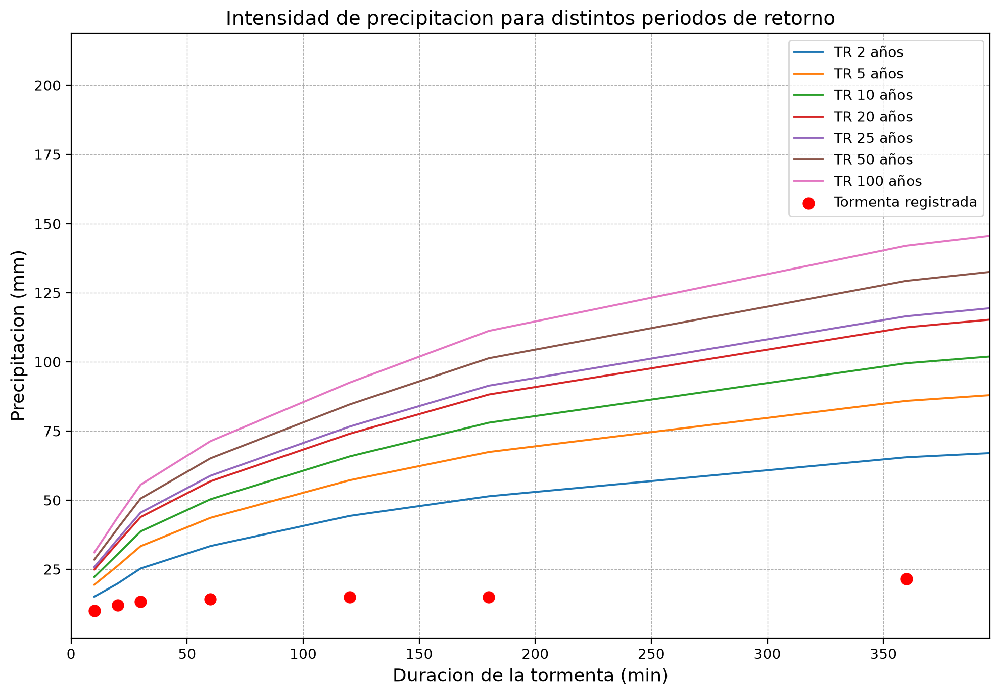 Intensidad de precipitacion para distintos periodos de retorno
TR 2 años
TR 5 años
TR 10 años
TR 20 años
TR 25 años
TR 50 años
TR 100 años
Tormenta registrada
Precipitacion (mm)
200
175
150
125
100
75
50
25
0
50
100
150
200
250
300
350
Duracion de la tormenta (min)